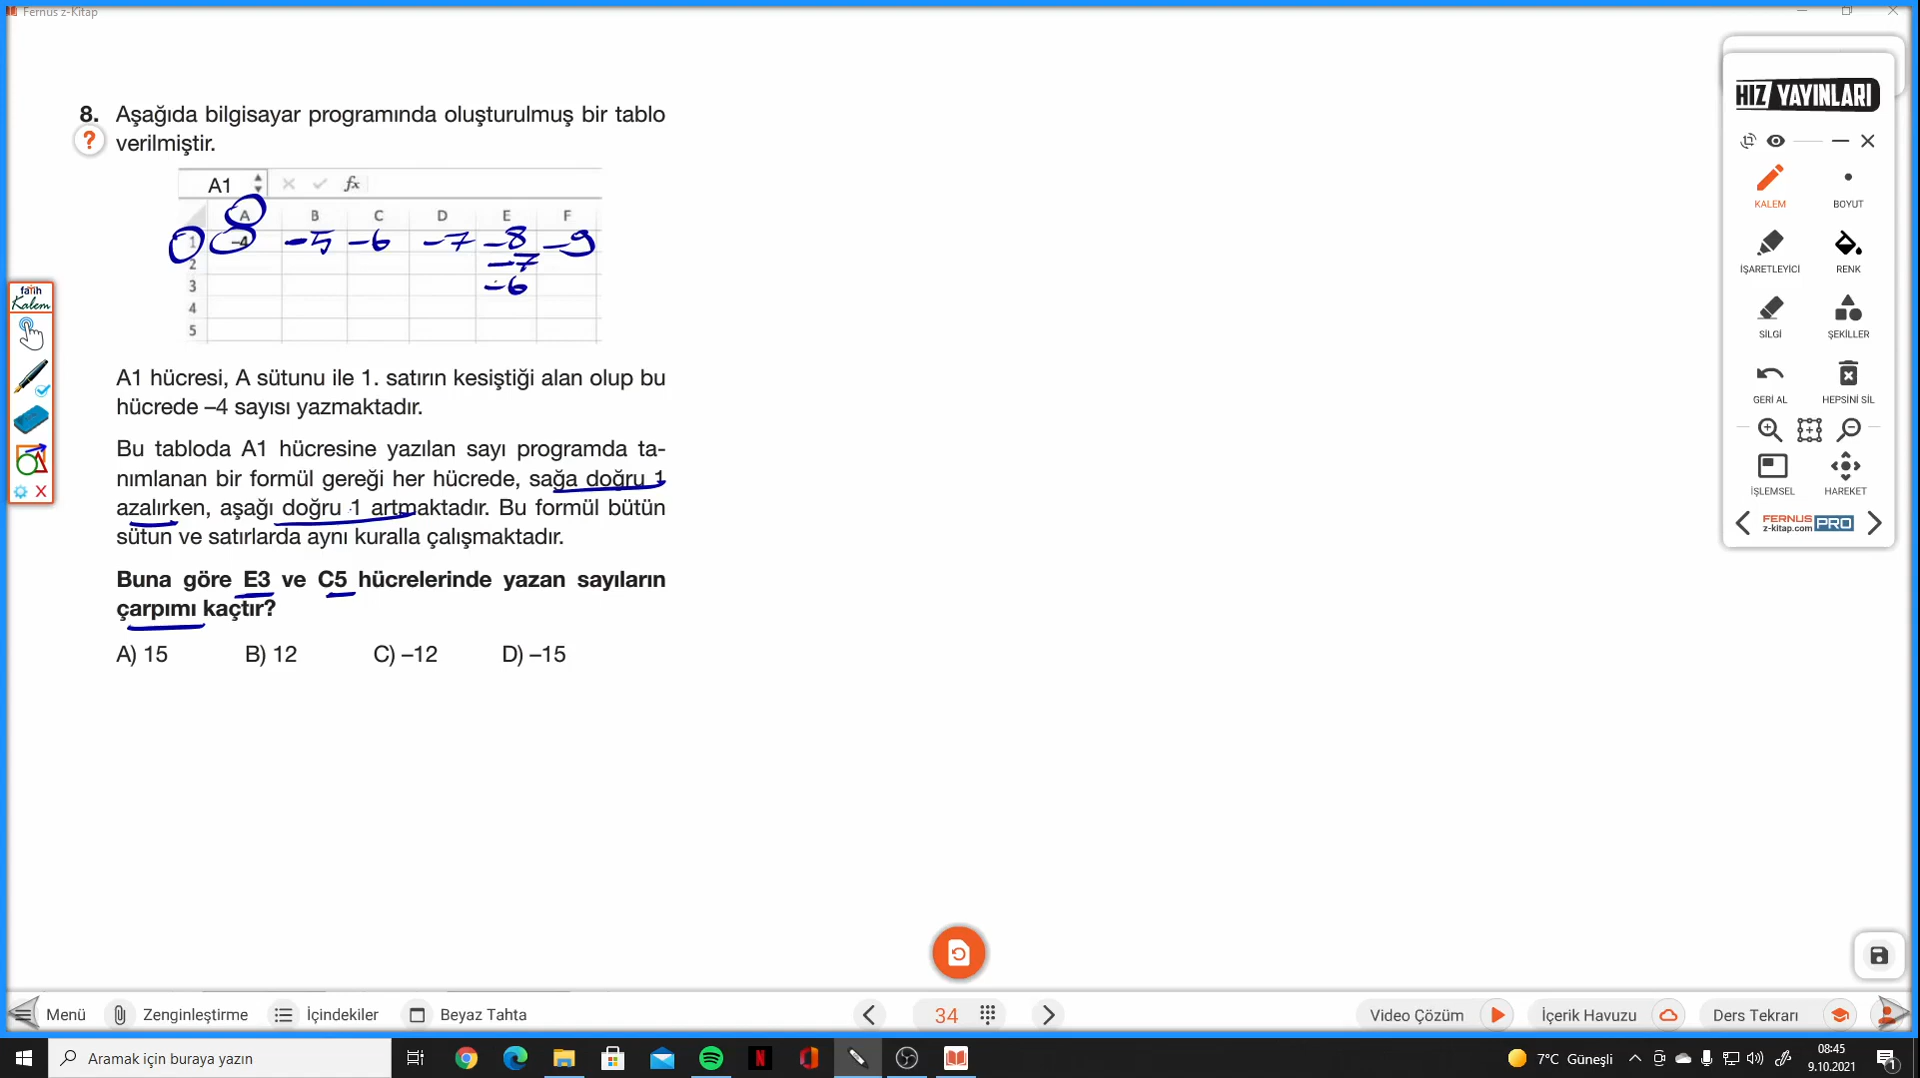 Fernus z-Kitap
8. Aşağıda bilgisayar programında oluşturulmuş bir tablo
? verilmiştir.
A1 fx
A B C D E F
1 –4 –5 –6 –7 –8 –9
2 –7
3 –6
4
5
A1 hücresi, A sütunu ile 1. satırın kesiştiği alan olup bu
hücrede –4 sayısı yazmaktadır.
Bu tabloda A1 hücresine yazılan sayı programda ta-
nımlanan bir formül gereği her hücrede, sağa doğru 1
azalırken, aşağı doğru 1 artmaktadır. Bu formül bütün
sütun ve satırlarda aynı kuralla çalışmaktadır.
Buna göre E3 ve C5 hücrelerinde yazan sayıların
çarpımı kaçtır?
A) 15 B) 12 C) –12 D) –15
fatih
Kalem
HIZ YAYINLARI
KALEM BOYUT
İŞARETLEYİCİ RENK
SİLGİ ŞEKİLLER
GERİ AL HEPSİNİ SİL
İŞLEMSEL HAREKET
FERNUS
z-kitap.com PRO
Menü Zenginleştirme İçindekiler Beyaz Tahta 34 Video Çözüm İçerik Havuzu Ders Tekrarı
Aramak için buraya yazın
7°C Güneşli
08:45
9.10.2021
1